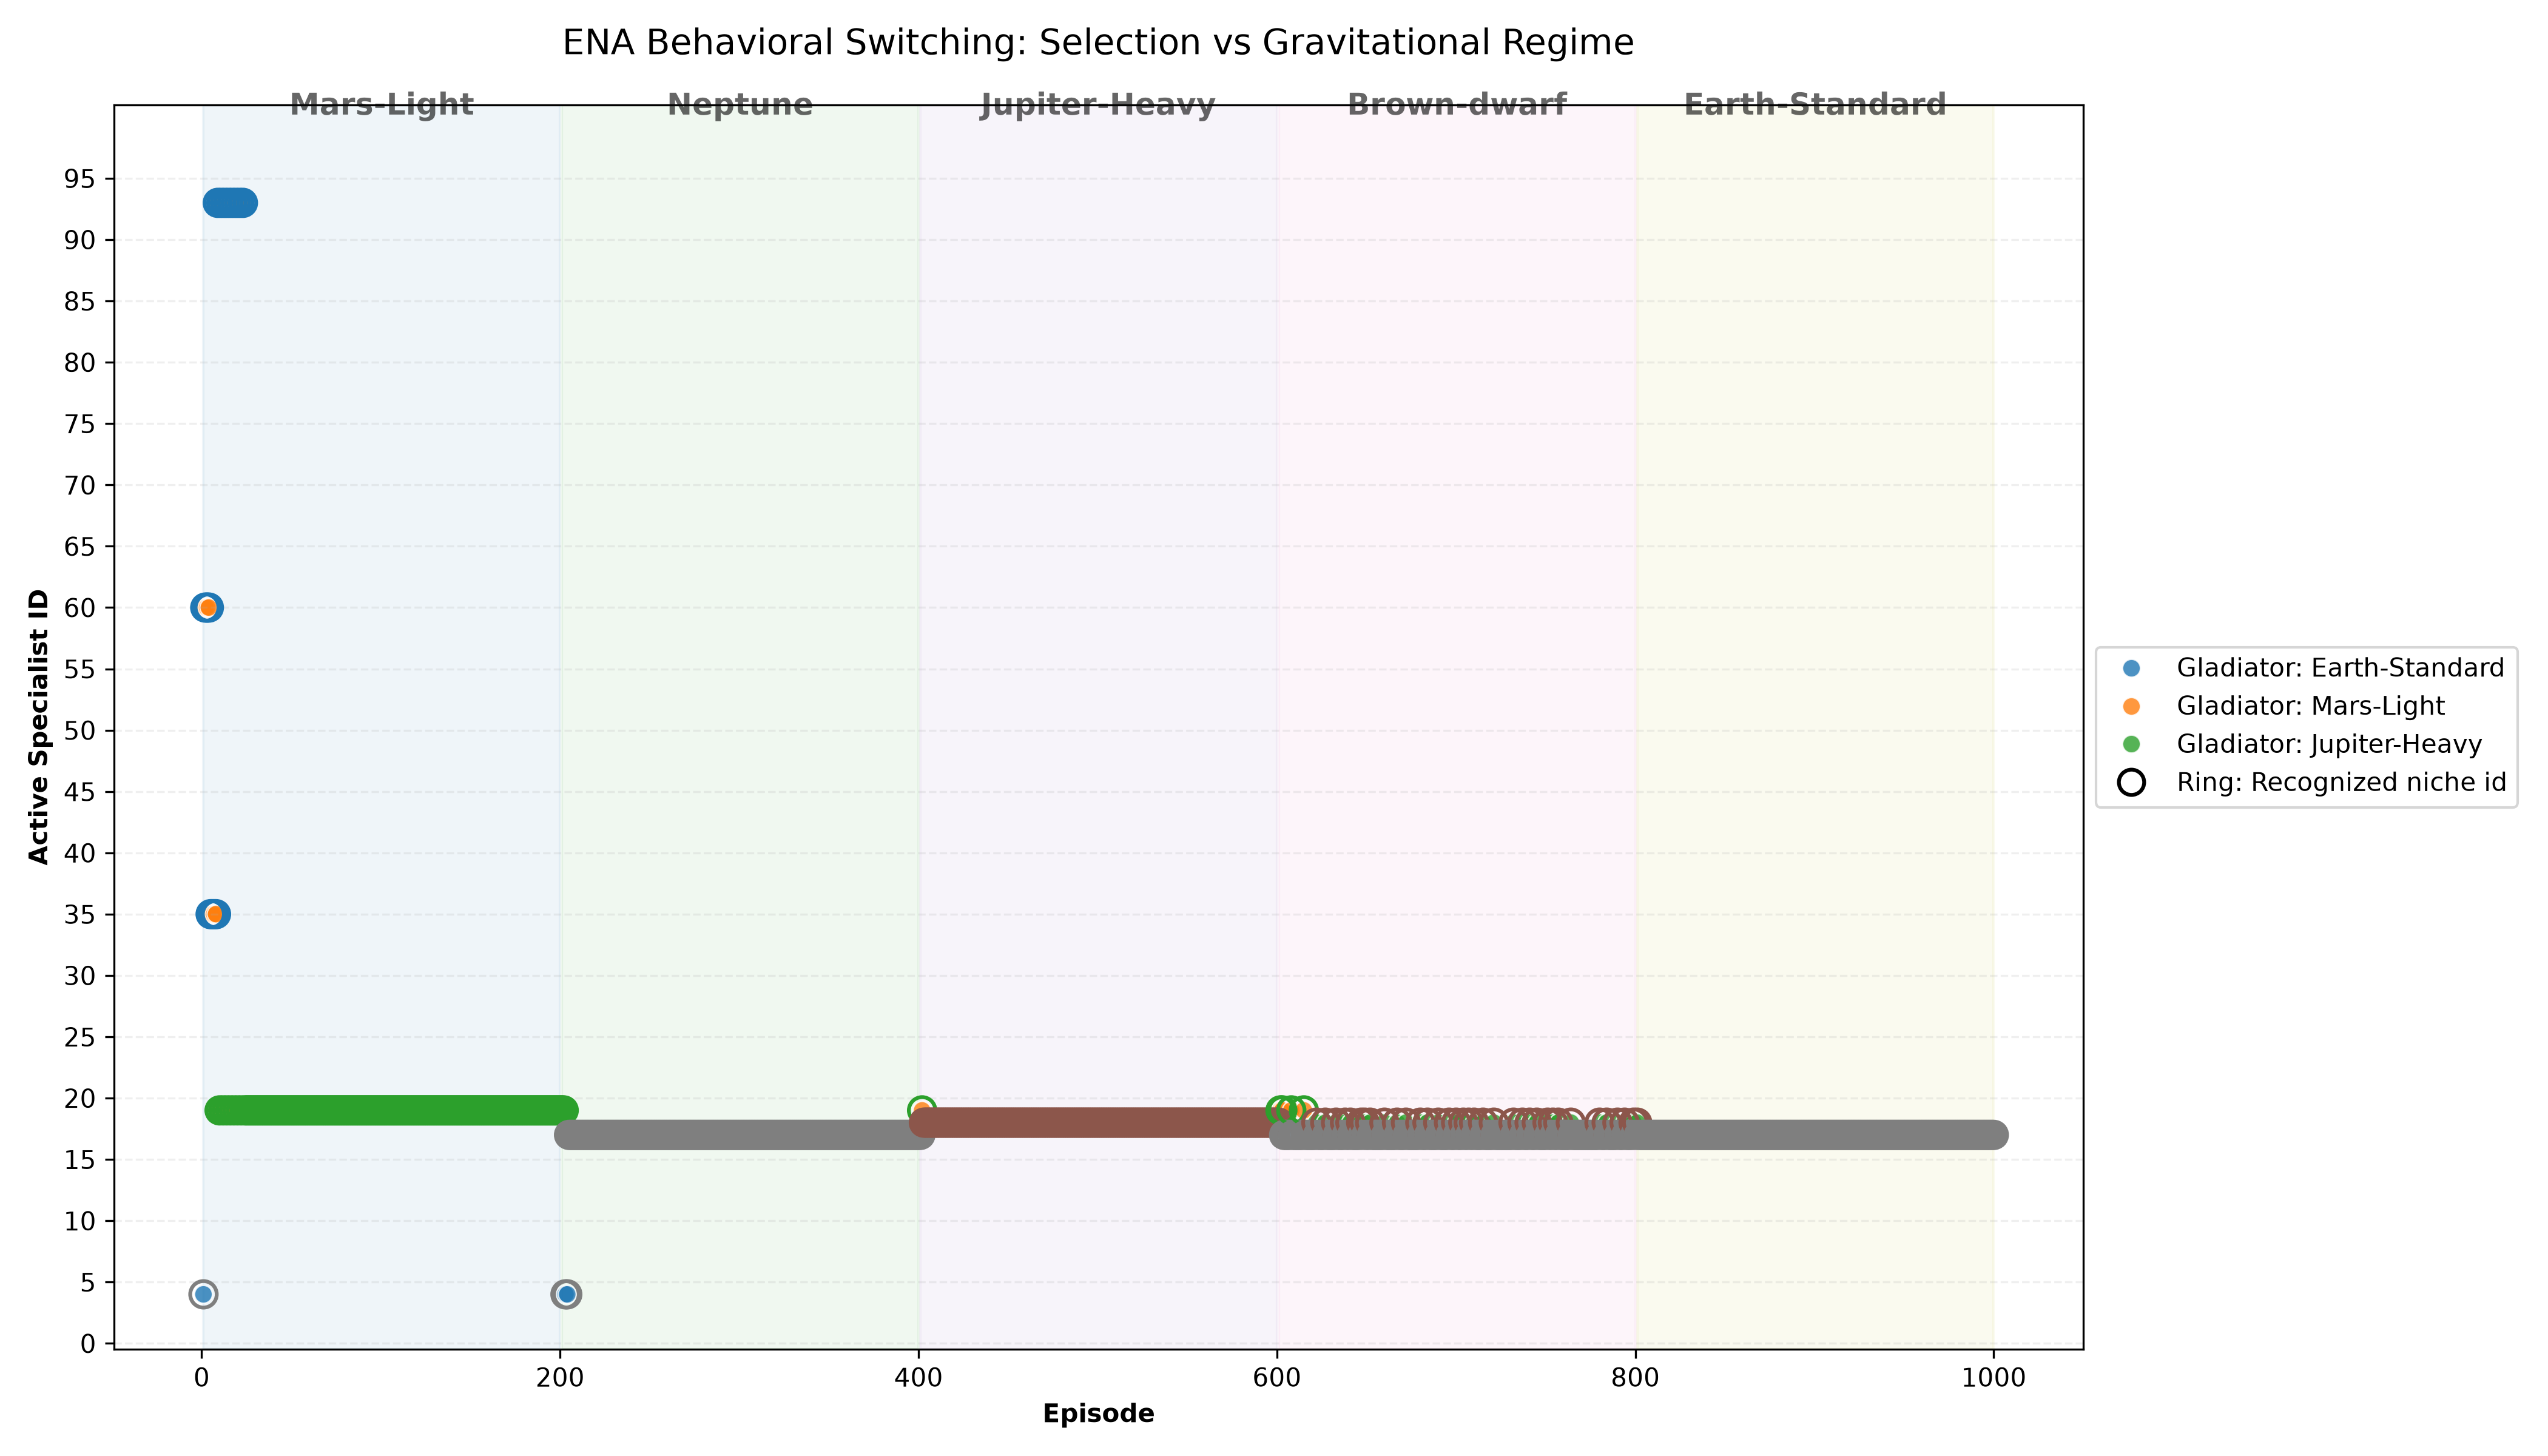 ENA Behavioral Switching: Selection vs Gravitational Regime
Mars-Light Neptune Jupiter-Heavy Brown-dwarf Earth-Standard
95
90
85
80
75
70
65
60
55
50
45
40
35
30
25
20
15
10
5
0
Active Specialist ID
0 200 400 600 800 1000
Episode
Gladiator: Earth-Standard
Gladiator: Mars-Light
Gladiator: Jupiter-Heavy
Ring: Recognized niche id